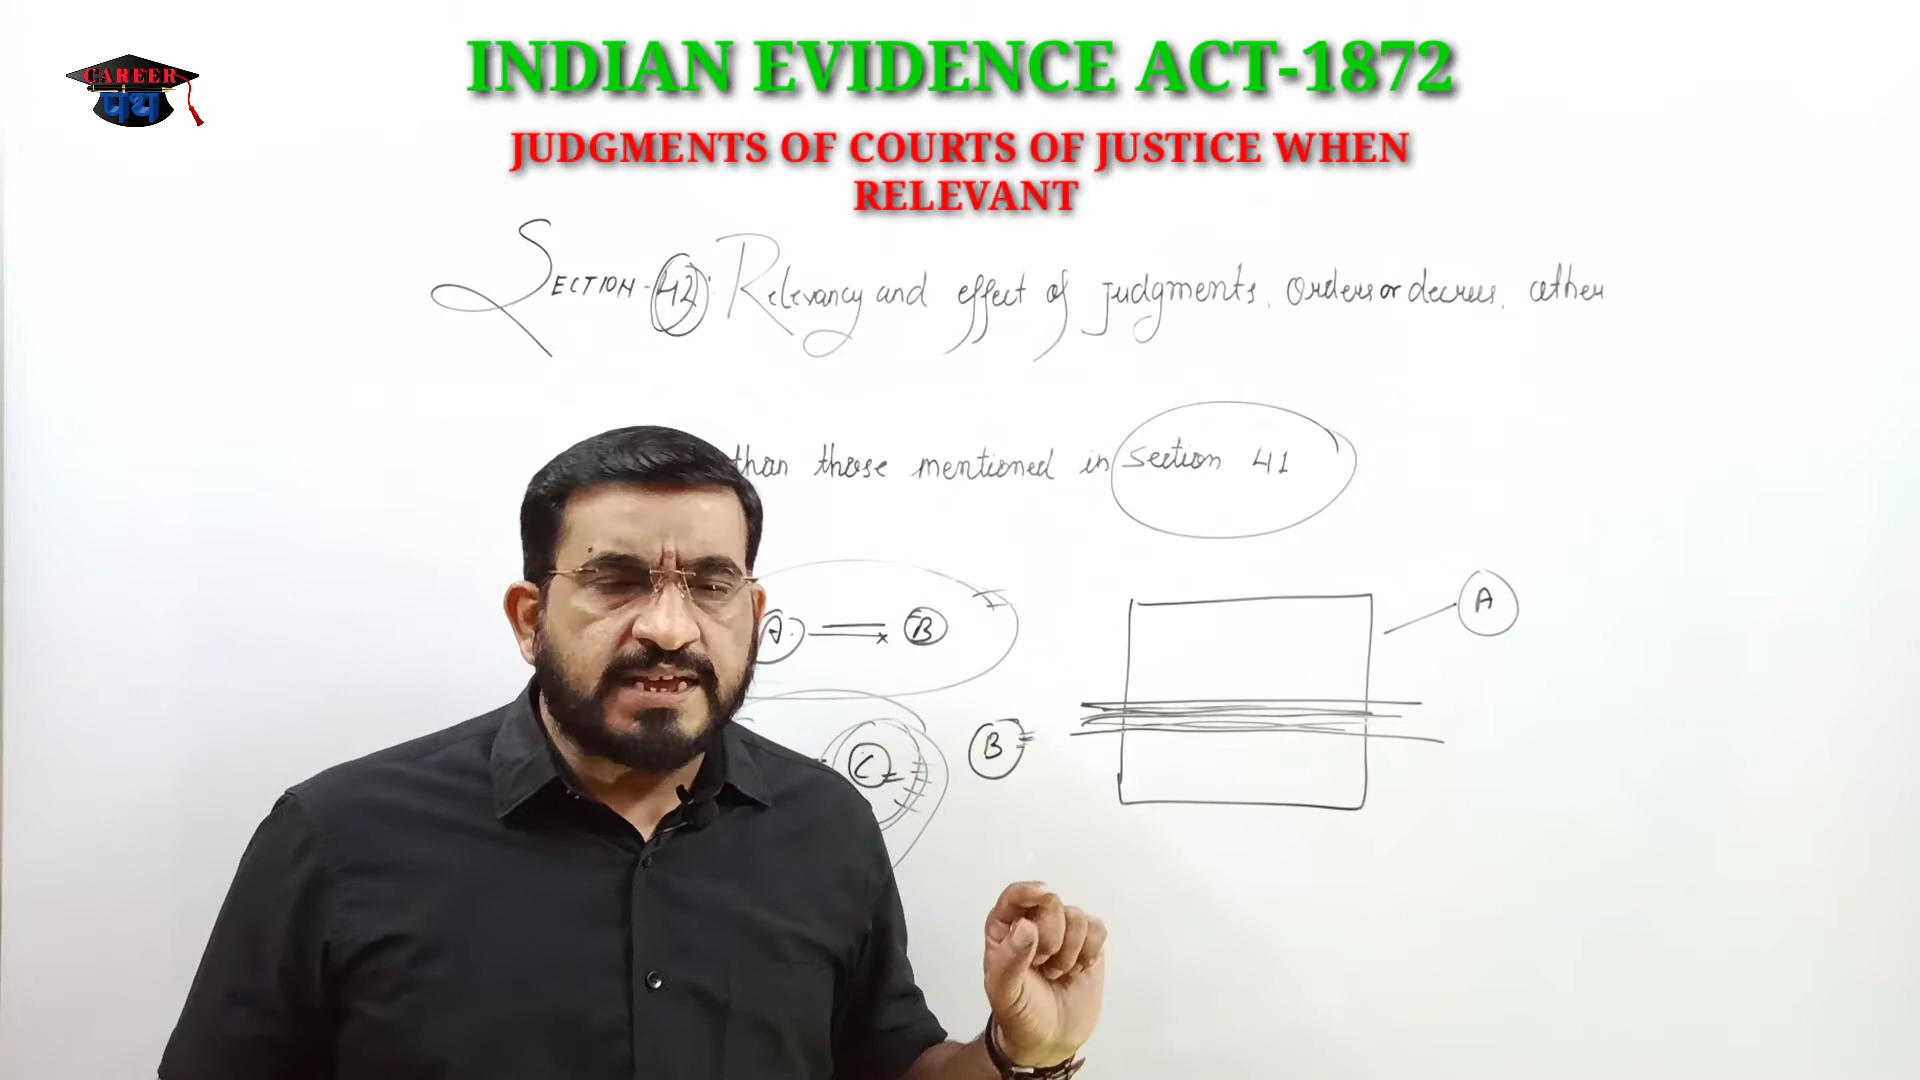 CAREER
पंथ
INDIAN EVIDENCE ACT-1872
JUDGMENTS OF COURTS OF JUSTICE WHEN
RELEVANT
SECTION - 42: Relevancy and effect of judgments, Orders or decrees, other
than those mentioned in section 41
A B
A
C B